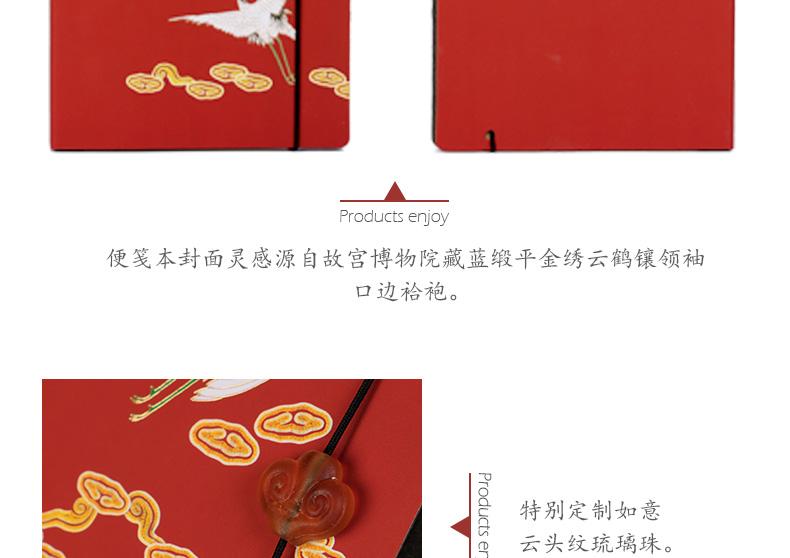 Products enjoy
便笺本封面灵感源自故宫博物院藏蓝缎平金绣云鹤镶领袖
口边袷袍。
Products en
特别定制如意
云头纹琉璃珠。